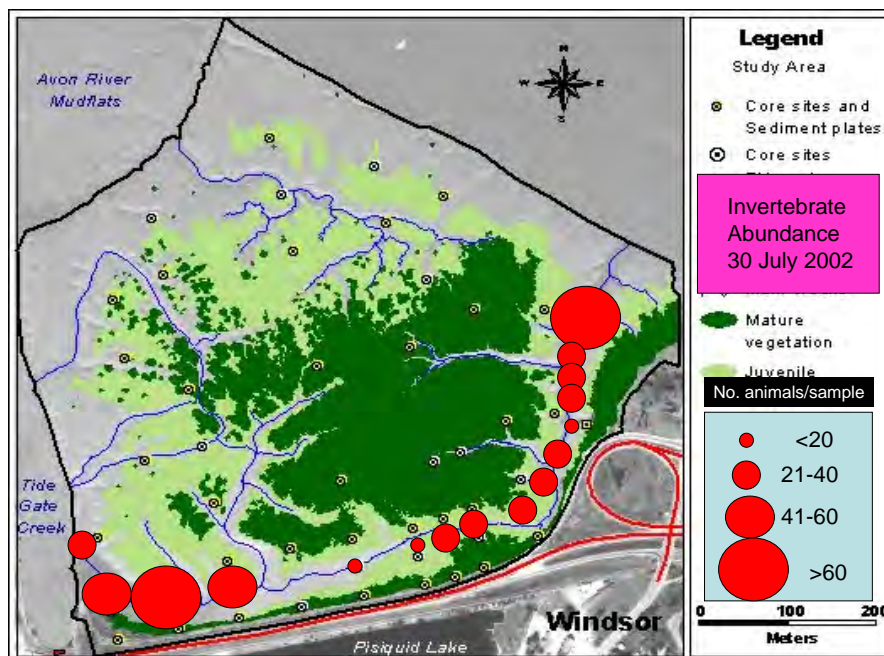 Avon River
Mudflats
N
W
E
S
Tide
Gate
Creek
Windsor
Pisiquid Lake
Legend
Study Area
Core sites and
Sediment plates
Core sites
Invertebrate
Abundance
30 July 2002
Mature
vegetation
Juvenile
No. animals/sample
<20
21-40
41-60
>60
0 100 200
Meters